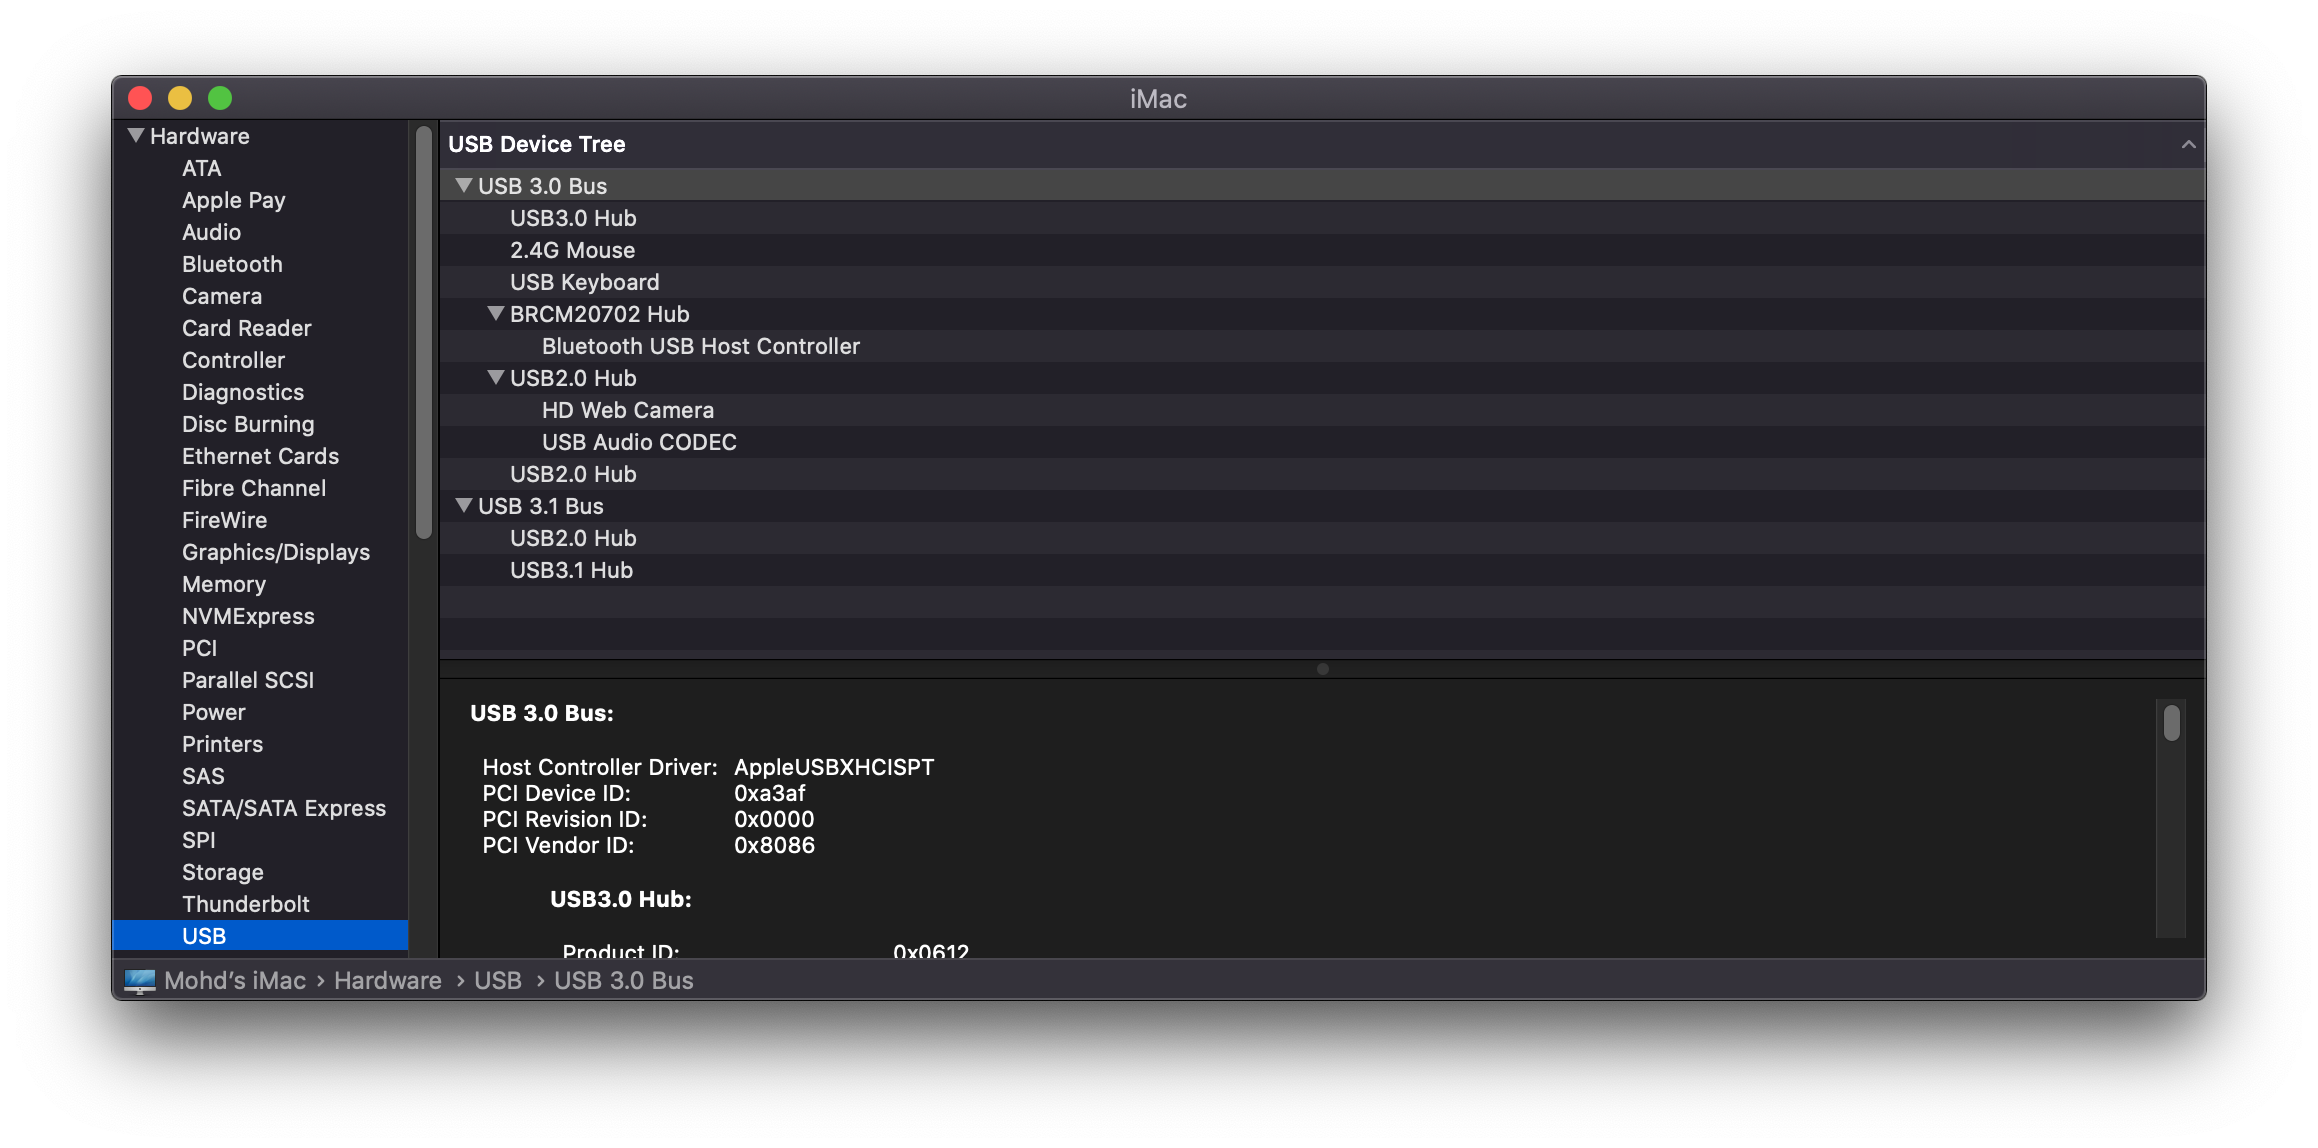 iMac
Hardware
ATA
Apple Pay
Audio
Bluetooth
Camera
Card Reader
Controller
Diagnostics
Disc Burning
Ethernet Cards
Fibre Channel
FireWire
Graphics/Displays
Memory
NVMExpress
PCI
Parallel SCSI
Power
Printers
SAS
SATA/SATA Express
SPI
Storage
Thunderbolt
USB
USB Device Tree
USB 3.0 Bus
USB3.0 Hub
2.4G Mouse
USB Keyboard
BRCM20702 Hub
Bluetooth USB Host Controller
USB2.0 Hub
HD Web Camera
USB Audio CODEC
USB2.0 Hub
USB 3.1 Bus
USB2.0 Hub
USB3.1 Hub
USB 3.0 Bus:
Host Controller Driver: AppleUSBXHCISPT
PCI Device ID: 0xa3af
PCI Revision ID: 0x0000
PCI Vendor ID: 0x8086
USB3.0 Hub:
Product ID: 0x0612
Mohd’s iMac › Hardware › USB › USB 3.0 Bus